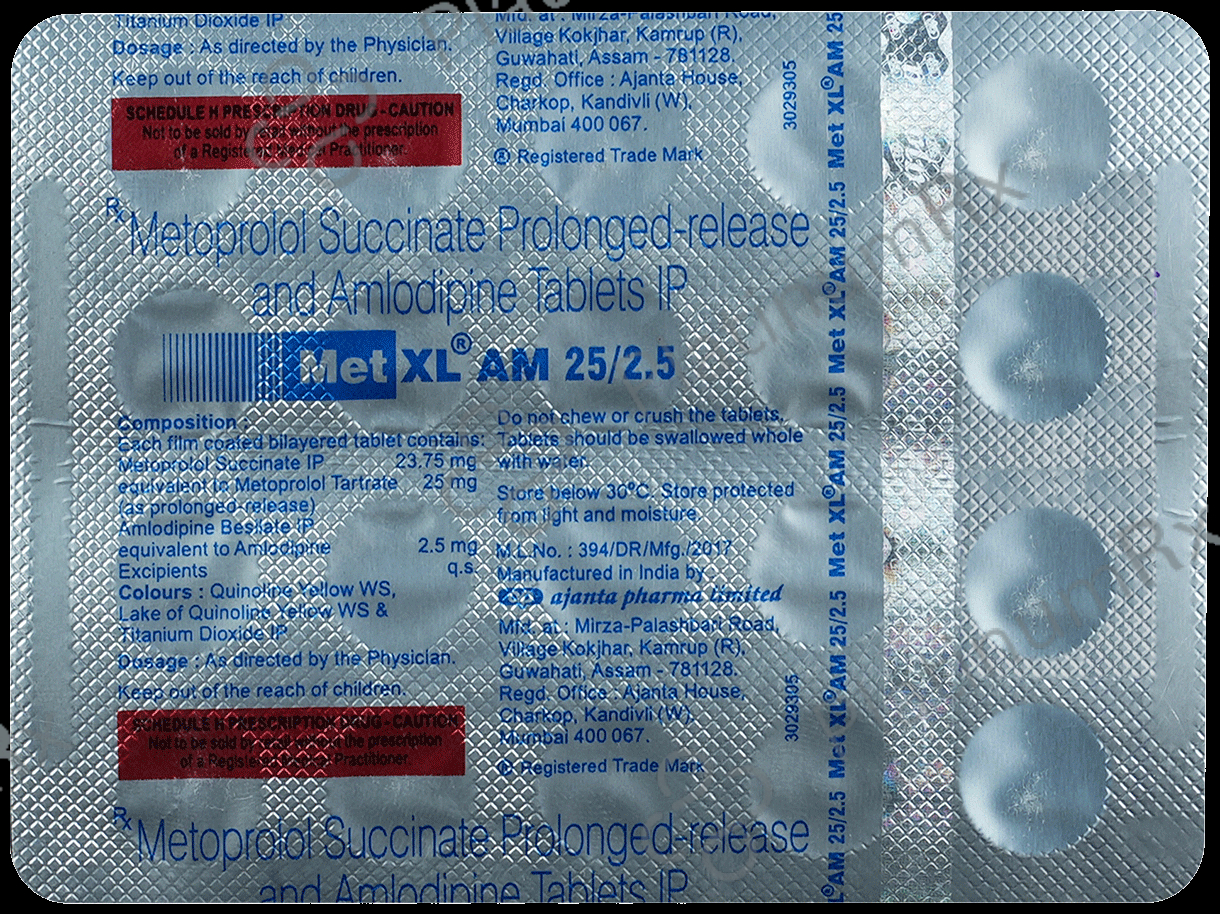 Titanium Dioxide IP
Dosage : As directed by the Physician.
Keep out of the reach of children.
SCHEDULE H PRESCRIPTION DRUG - CAUTION
Not to be sold by retail without the prescription
of a Registered Medical Practitioner.
Mfd. at : Mirza-Palashbari Road,
Village Kokjhar, Kamrup (R),
Guwahati, Assam - 781128.
Regd. Office : Ajanta House,
Charkop, Kandivli (W),
Mumbai 400 067.
® Registered Trade Mark
3029305
Rx
Metoprolol Succinate Prolonged-release
and Amlodipine Tablets IP
Met XL® AM 25/2.5
Composition :
Each film coated bilayered tablet contains:
Metoprolol Succinate IP 23.75 mg
equivalent to Metoprolol Tartrate 25 mg
(as prolonged-release)
Amlodipine Besilate IP
equivalent to Amlodipine 2.5 mg
Excipients q.s.
Colours : Quinoline Yellow WS,
Lake of Quinoline Yellow WS &
Titanium Dioxide IP
Dosage : As directed by the Physician.
Keep out of the reach of children.
SCHEDULE H PRESCRIPTION DRUG - CAUTION
Not to be sold by retail without the prescription
of a Registered Medical Practitioner.
Do not chew or crush the tablets.
Tablets should be swallowed whole
with water.
Store below 30°C. Store protected
from light and moisture.
M.L.No. : 394/DR/Mfg./2017
Manufactured in India by
ajanta pharma limited
Mfd. at : Mirza-Palashbari Road,
Village Kokjhar, Kamrup (R),
Guwahati, Assam - 781128.
Regd. Office : Ajanta House,
Charkop, Kandivli (W),
Mumbai 400 067.
® Registered Trade Mark
3029305
Rx
Metoprolol Succinate Prolonged-release
and Amlodipine Tablets IP
L® AM 25/2.5 Met XL® AM 25/2.5 Met XL® AM 25/2.5 Met XL® AM 25/2.5 Met XL® AM 25